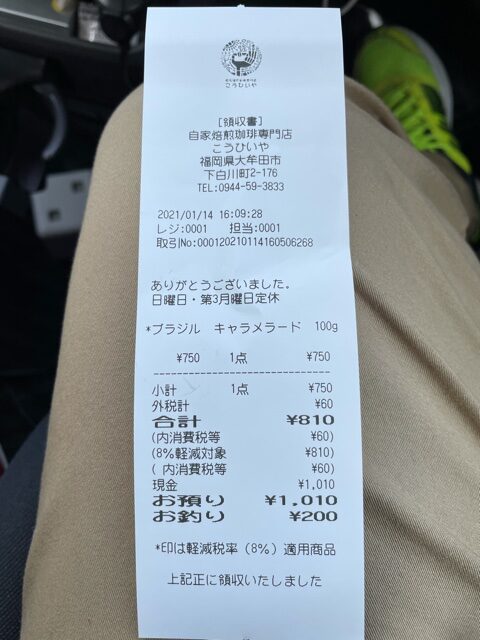 こうひいや
[領収書]
自家焙煎珈琲専門店
こうひいや
福岡県大牟田市
下白川町2-176
TEL:0944-59-3833
2021/01/14 16:09:28
レジ:0001 担当:0001
取引No:000120210114160506268
ありがとうございました。
日曜日・第3月曜日定休
*ブラジル キャラメラード 100g
¥750 1点 ¥750
小計 1点 ¥750
外税計 ¥60
合計 ¥810
(内消費税等 ¥60)
(8%軽減対象 ¥810)
( 内消費税等 ¥60)
現金 ¥1,010
お預り ¥1,010
お釣り ¥200
*印は軽減税率(8%)適用商品
上記正に領収いたしました